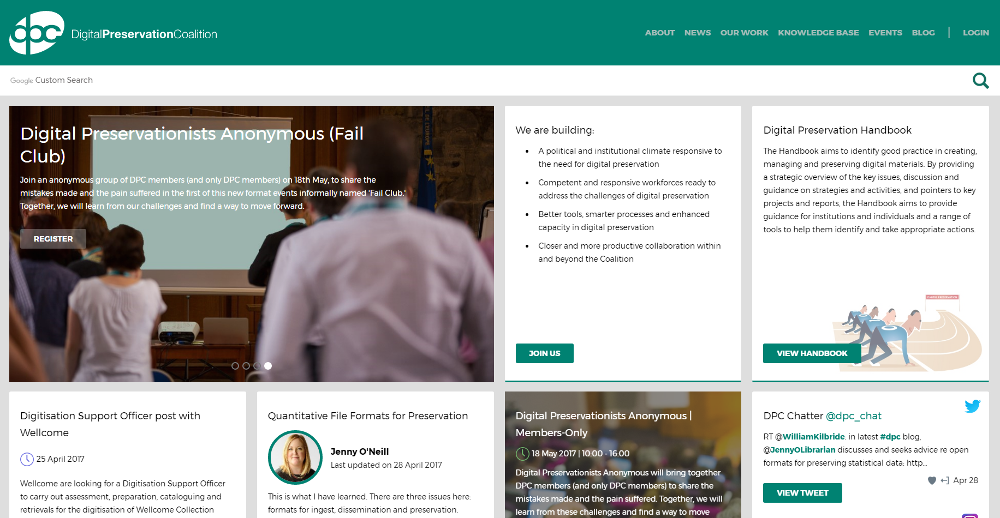 dpc DigitalPreservationCoalition
ABOUT NEWS OUR WORK KNOWLEDGE BASE EVENTS BLOG | LOGIN
Google Custom Search
Digital Preservationists Anonymous (Fail
Club)
Join an anonymous group of DPC members (and only DPC members) on 18th May, to share the
mistakes made and the pain suffered in the first of this new format events informally named 'Fail Club.'
Together, we will learn from our challenges and find a way to move forward.
REGISTER
We are building:
• A political and institutional climate responsive to
the need for digital preservation
• Competent and responsive workforces ready to
address the challenges of digital preservation
• Better tools, smarter processes and enhanced
capacity in digital preservation
• Closer and more productive collaboration within
and beyond the Coalition
JOIN US
Digital Preservation Handbook
The Handbook aims to identify good practice in creating,
managing and preserving digital materials. By providing
a strategic overview of the key issues, discussion and
guidance on strategies and activities, and pointers to key
projects and reports, the Handbook aims to provide
guidance for institutions and individuals and a range of
tools to help them identify and take appropriate actions.
DIGITAL PRESERVATION
VIEW HANDBOOK
Digitisation Support Officer post with
Wellcome
25 April 2017
Wellcome are looking for a Digitisation Support Officer
to carry out assessment, preparation, cataloguing and
retrievals for the digitisation of Wellcome Collection
Quantitative File Formats for Preservation
Jenny O'Neill
Last updated on 28 April 2017
This is what I have learned. There are three issues here:
formats for ingest, dissemination and preservation.
Digital Preservationists Anonymous |
Members-Only
18 May 2017 | 10:00 - 16:00
Digital Preservationists Anonymous will bring together
DPC members (and only DPC members) to share the
mistakes made and the pain suffered. Together, we will
learn from these challenges and find a way to move
DPC Chatter @dpc_chat
RT @WilliamKilbride: in latest #dpc blog,
@JennyOLibrarian discusses and seeks advice re open
formats for preserving statistical data: http…
Apr 28
VIEW TWEET